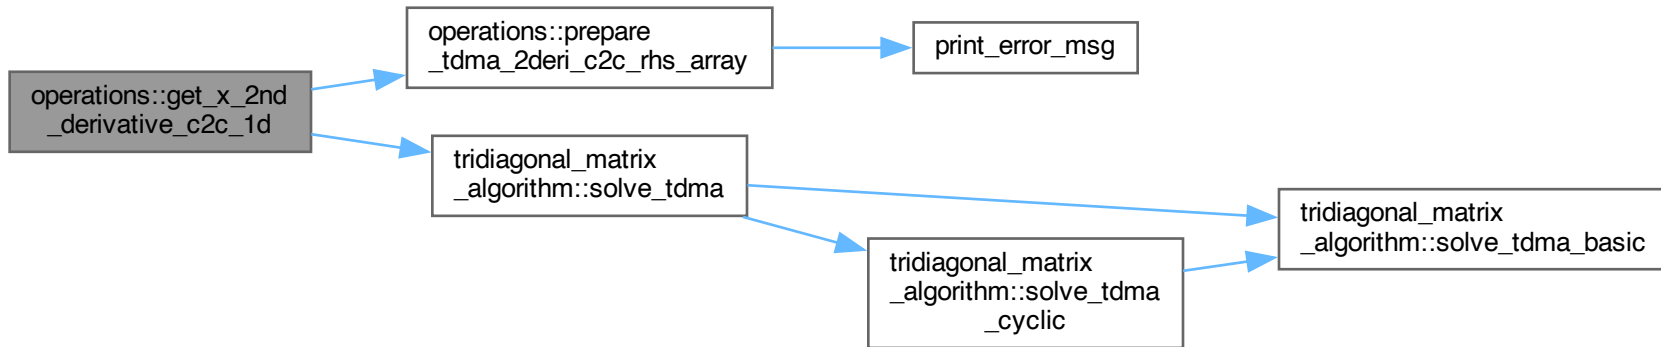 operations::get_x_2nd
_derivative_c2c_1d
operations::prepare
_tdma_2deri_c2c_rhs_array
print_error_msg
tridiagonal_matrix
_algorithm::solve_tdma
tridiagonal_matrix
_algorithm::solve_tdma
_cyclic
tridiagonal_matrix
_algorithm::solve_tdma_basic